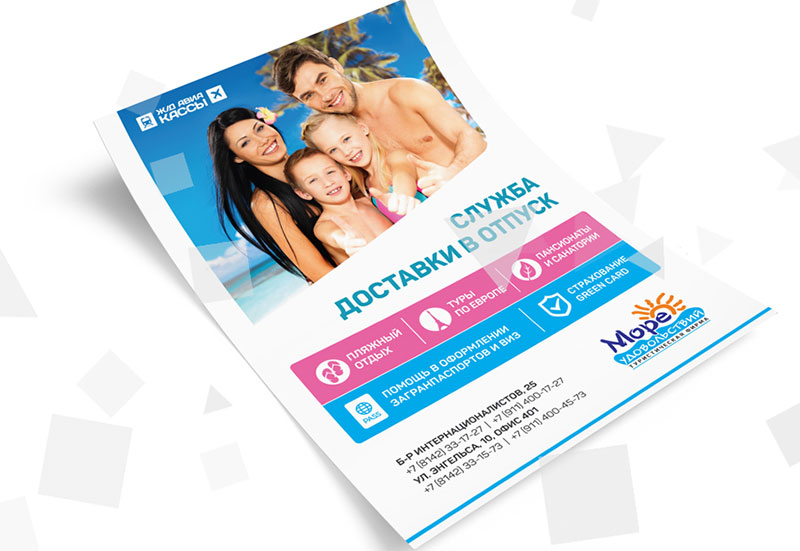 Ж/Д АВИА
КАССЫ
СЛУЖБА
ДОСТАВКИ В ОТПУСК
ПЛЯЖНЫЙ
ОТДЫХ
ТУРЫ
ПО ЕВРОПЕ
ПАНСИОНАТЫ
И САНАТОРИИ
PASS
ПОМОЩЬ В ОФОРМЛЕНИИ
ЗАГРАНПАСПОРТОВ И ВИЗ
СТРАХОВАНИЕ
GREEN CARD
Море
УДОВОЛЬСТВИЙ
ТУРИСТИЧЕСКАЯ ФИРМА
Б-Р ИНТЕРНАЦИОНАЛИСТОВ, 25
+7 (8142) 33-17-27 | +7 (911) 400-17-27
УЛ. ЭНГЕЛЬСА, 10, ОФИС 401
+7 (8142) 33-15-73 | +7 (911) 400-45-73